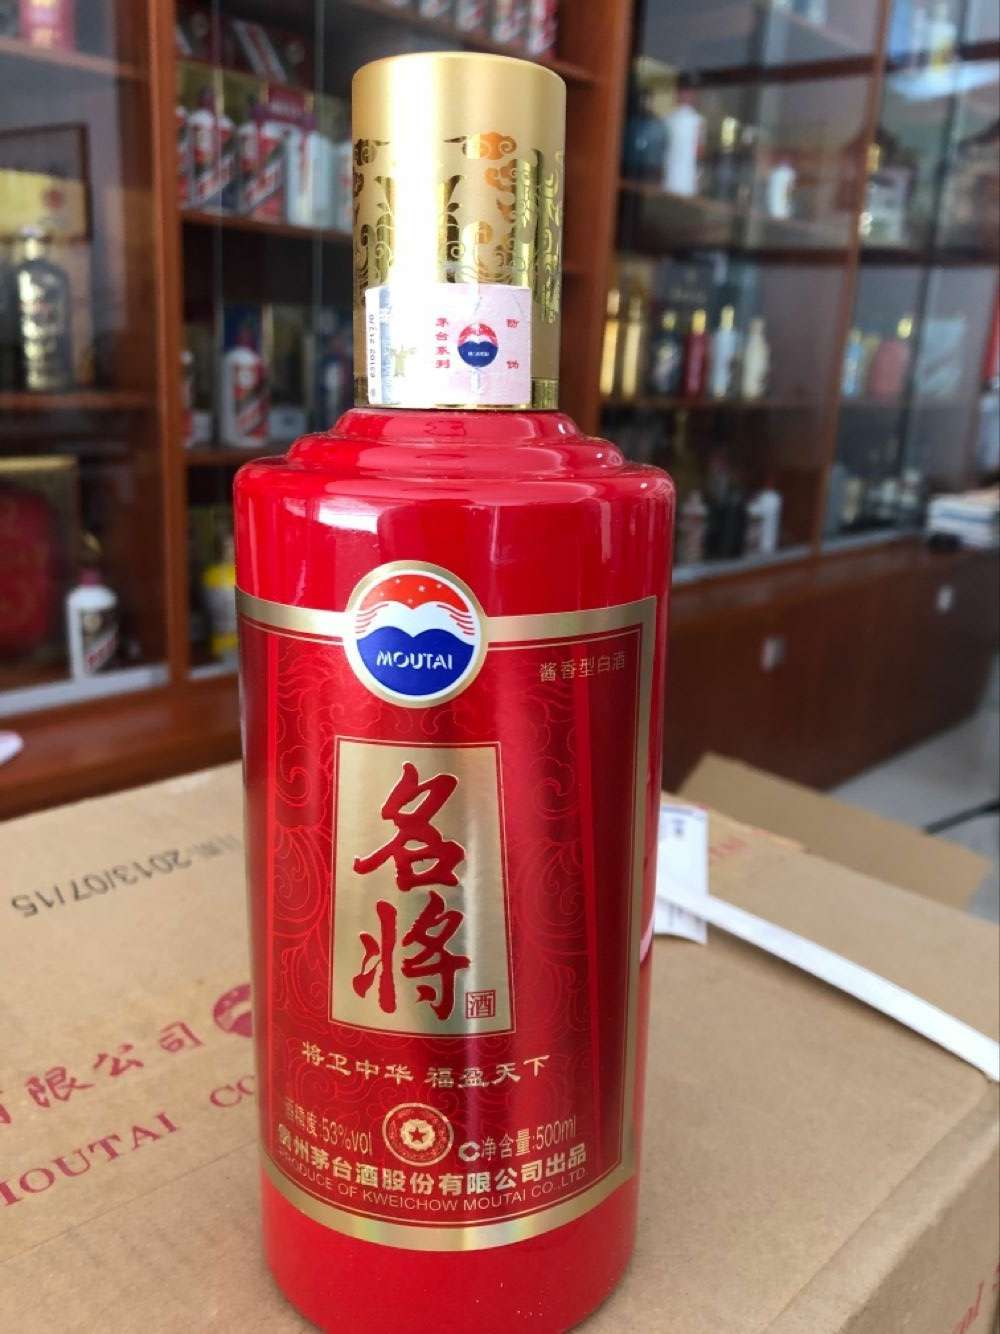 茅台系列
防伪
MOUTAI
酱香型白酒
名将
酒
将卫中华 福盈天下
酒精度:53%vol
净含量:500ml
贵州茅台酒股份有限公司出品
PRODUCE OF KWEICHOW MOUTAI CO.,LTD.
2013/07/15
限公司
MOUTAI CO